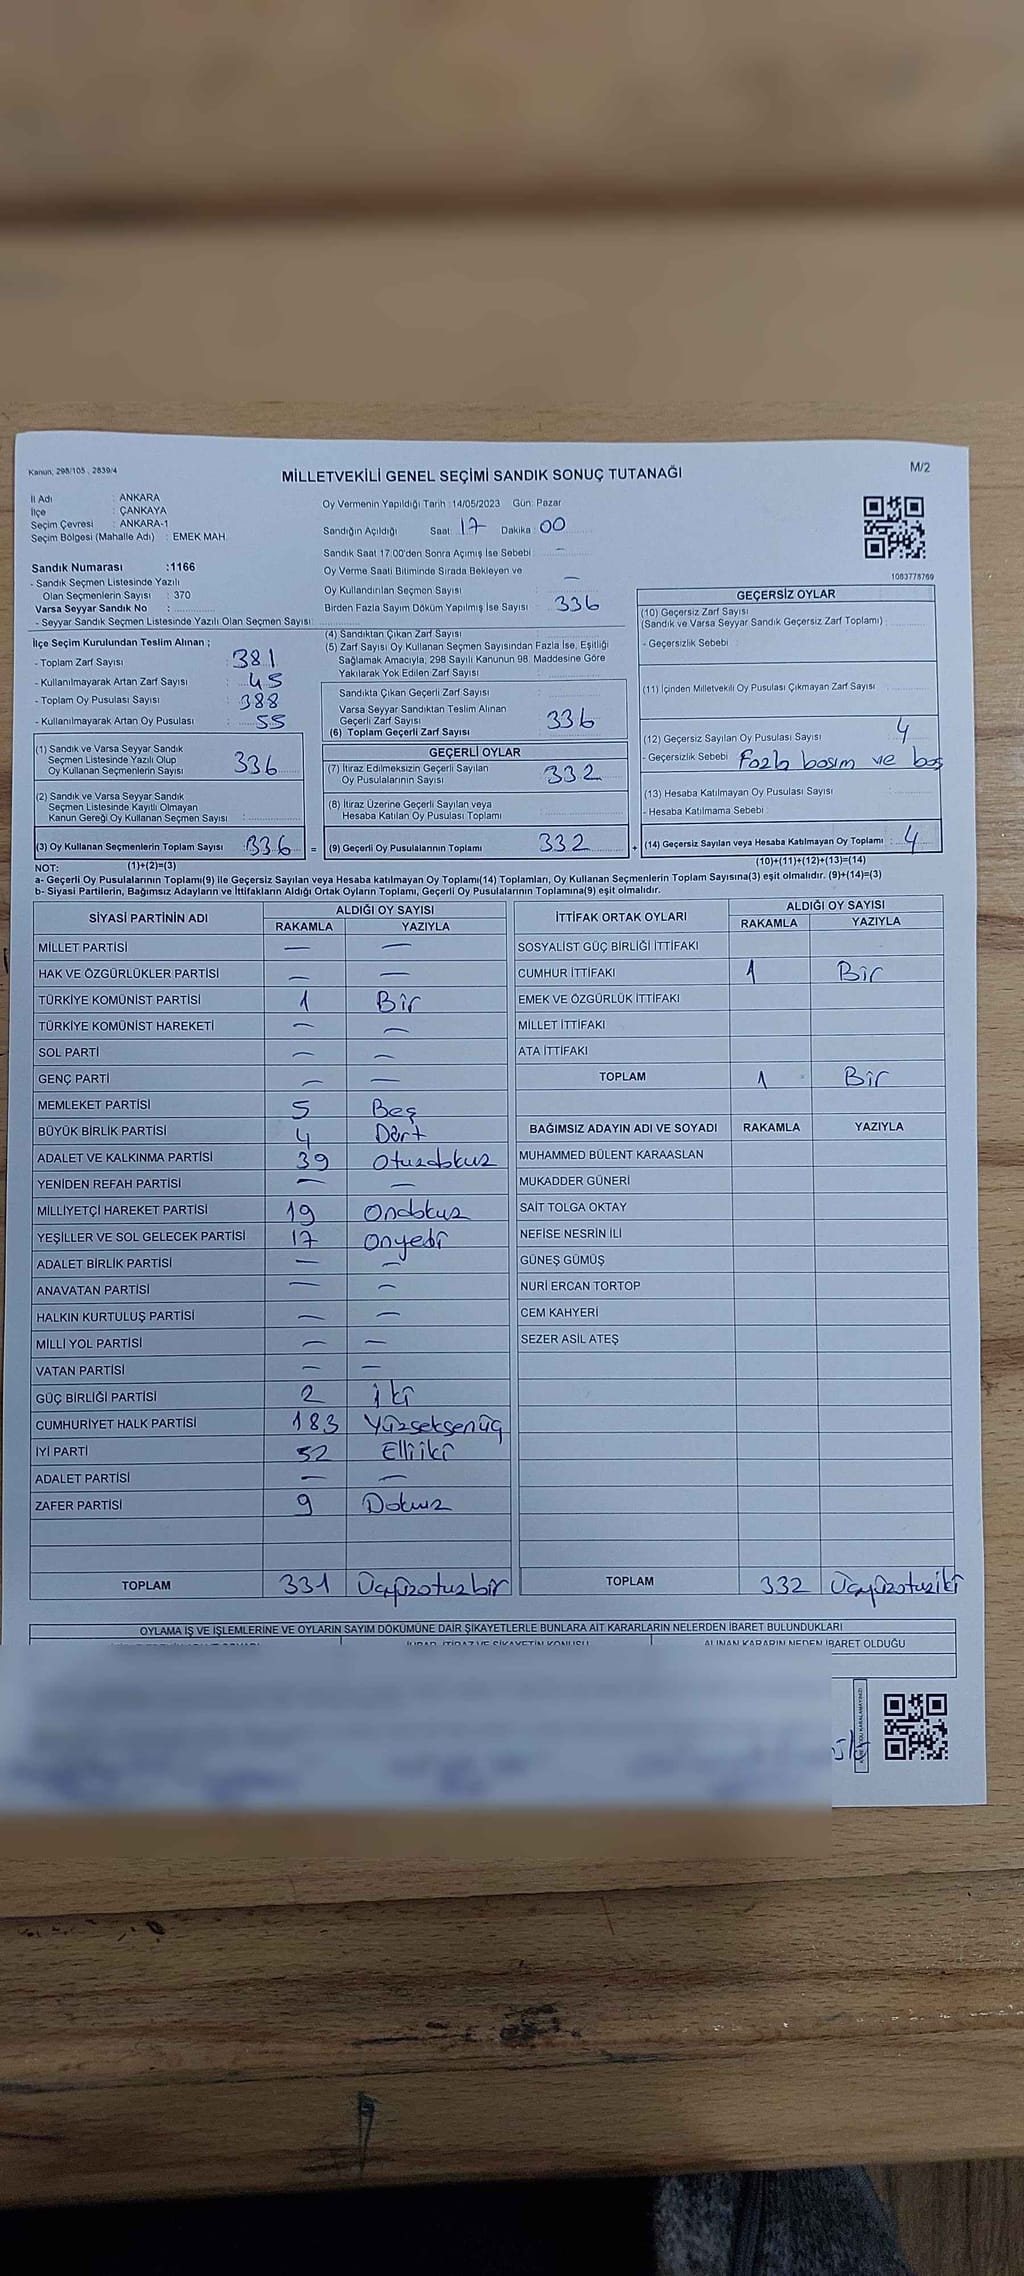 Kanun; 298/105 , 2839/4
MİLLETVEKİLİ GENEL SEÇİMİ SANDIK SONUÇ TUTANAĞI
M/2
İl Adı : ANKARA
İlçe : ÇANKAYA
Seçim Çevresi : ANKARA-1
Seçim Bölgesi (Mahalle Adı) : EMEK MAH.
Oy Vermenin Yapıldığı Tarih : 14/05/2023 Gün: Pazar
Sandığın Açıldığı Saat: 17 Dakika: 00
Sandık Saat 17:00'den Sonra Açımış İse Sebebi : —
Oy Verme Saati Bitiminde Sırada Bekleyen ve
Oy Kullandırılan Seçmen Sayısı : —
Birden Fazla Sayım Döküm Yapılmış İse Sayısı : 336
1083778769
Sandık Numarası :1166
- Sandık Seçmen Listesinde Yazılı
Olan Seçmenlerin Sayısı : 370
Varsa Seyyar Sandık No :
- Seyyar Sandık Seçmen Listesinde Yazılı Olan Seçmen Sayısı:
İlçe Seçim Kurulundan Teslim Alınan ;
- Toplam Zarf Sayısı : 381
- Kullanılmayarak Artan Zarf Sayısı : 45
- Toplam Oy Pusulası Sayısı : 388
- Kullanılmayarak Artan Oy Pusulası : 55
(1) Sandık ve Varsa Seyyar Sandık
Seçmen Listesinde Yazılı Olup
Oy Kullanan Seçmenlerin Sayısı : 336
(2) Sandık ve Varsa Seyyar Sandık
Seçmen Listesinde Kayıtlı Olmayan
Kanun Gereği Oy Kullanan Seçmen Sayısı :
(3) Oy Kullanan Seçmenlerin Toplam Sayısı : 336 =
(4) Sandıktan Çıkan Zarf Sayısı :
(5) Zarf Sayısı Oy Kullanan Seçmen Sayısından Fazla İse, Eşitliği
Sağlamak Amacıyla, 298 Sayılı Kanunun 98. Maddesine Göre
Yakılarak Yok Edilen Zarf Sayısı :
Sandıkta Çıkan Geçerli Zarf Sayısı :
Varsa Seyyar Sandıktan Teslim Alınan
Geçerli Zarf Sayısı :
(6) Toplam Geçerli Zarf Sayısı : 336
GEÇERLİ OYLAR
(7) İtiraz Edilmeksizin Geçerli Sayılan
Oy Pusulalarının Sayısı : 332
(8) İtiraz Üzerine Geçerli Sayılan veya
Hesaba Katılan Oy Pusulası Toplamı :
(9) Geçerli Oy Pusulalarının Toplamı : 332 +
GEÇERSİZ OYLAR
(10) Geçersiz Zarf Sayısı
(Sandık ve Varsa Seyyar Sandık Geçersiz Zarf Toplamı) :
- Geçersizlik Sebebi :
(11) İçinden Milletvekili Oy Pusulası Çıkmayan Zarf Sayısı :
(12) Geçersiz Sayılan Oy Pusulası Sayısı : 4
- Geçersizlik Sebebi : Fazla basım ve boş
(13) Hesaba Katılmayan Oy Pusulası Sayısı :
- Hesaba Katılmama Sebebi :
(14) Geçersiz Sayılan veya Hesaba Katılmayan Oy Toplamı : 4
NOT: (1)+(2)=(3) (10)+(11)+(12)+(13)=(14)
a- Geçerli Oy Pusulalarının Toplamı(9) ile Geçersiz Sayılan veya Hesaba katılmayan Oy Toplamı(14) Toplamları, Oy Kullanan Seçmenlerin Toplam Sayısına(3) eşit olmalıdır. (9)+(14)=(3)
b- Siyasi Partilerin, Bağımsız Adayların ve İttifakların Aldığı Ortak Oyların Toplamı, Geçerli Oy Pusulalarının Toplamına(9) eşit olmalıdır.
SİYASİ PARTİNİN ADI ALDIĞI OY SAYISI
RAKAMLA YAZIYLA
MİLLET PARTİSİ — —
HAK VE ÖZGÜRLÜKLER PARTİSİ — —
TÜRKİYE KOMÜNİST PARTİSİ 1 Bir
TÜRKİYE KOMÜNİST HAREKETİ — —
SOL PARTİ — —
GENÇ PARTİ — —
MEMLEKET PARTİSİ 5 Beş
BÜYÜK BİRLİK PARTİSİ 4 Dört
ADALET VE KALKINMA PARTİSİ 39 Otuzdokuz
YENİDEN REFAH PARTİSİ — —
MİLLİYETÇİ HAREKET PARTİSİ 19 Ondokuz
YEŞİLLER VE SOL GELECEK PARTİSİ 17 Onyedi
ADALET BİRLİK PARTİSİ — —
ANAVATAN PARTİSİ — —
HALKIN KURTULUŞ PARTİSİ — —
MİLLİ YOL PARTİSİ — —
VATAN PARTİSİ — —
GÜÇ BİRLİĞİ PARTİSİ 2 İki
CUMHURİYET HALK PARTİSİ 183 Yüzseksenüç
İYİ PARTİ 52 Elliiki
ADALET PARTİSİ — —
ZAFER PARTİSİ 9 Dokuz
TOPLAM 331 Üçyüzotuzbir
İTTİFAK ORTAK OYLARI ALDIĞI OY SAYISI
RAKAMLA YAZIYLA
SOSYALİST GÜÇ BİRLİĞİ İTTİFAKI
CUMHUR İTTİFAKI 1 Bir
EMEK VE ÖZGÜRLÜK İTTİFAKI
MİLLET İTTİFAKI
ATA İTTİFAKI
TOPLAM 1 Bir
BAĞIMSIZ ADAYIN ADI VE SOYADI RAKAMLA YAZIYLA
MUHAMMED BÜLENT KARAASLAN
MUKADDER GÜNERİ
SAİT TOLGA OKTAY
NEFİSE NESRİN İLİ
GÜNEŞ GÜMÜŞ
NURİ ERCAN TORTOP
CEM KAHYERİ
SEZER ASİL ATEŞ
TOPLAM 332 Üçyüzotuziki
OYLAMA İŞ VE İŞLEMLERİNE VE OYLARIN SAYIM DÖKÜMÜNE DAİR ŞİKAYETLERLE BUNLARA AİT KARARLARIN NELERDEN İBARET BULUNDUKLARI
ALINAN KARARIN NEDEN İBARET OLDUĞU